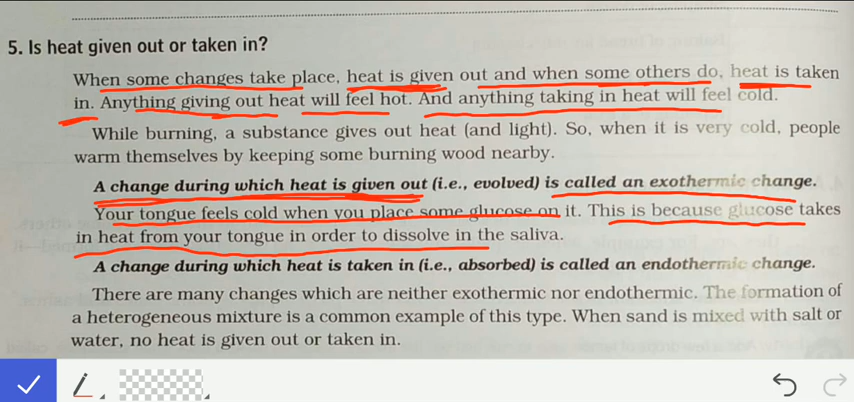 5. Is heat given out or taken in?
When some changes take place, heat is given out and when some others do, heat is taken
in. Anything giving out heat will feel hot. And anything taking in heat will feel cold.
While burning, a substance gives out heat (and light). So, when it is very cold, people
warm themselves by keeping some burning wood nearby.
A change during which heat is given out (i.e., evolved) is called an exothermic change.
Your tongue feels cold when you place some glucose on it. This is because glucose takes
in heat from your tongue in order to dissolve in the saliva.
A change during which heat is taken in (i.e., absorbed) is called an endothermic change.
There are many changes which are neither exothermic nor endothermic. The formation of
a heterogeneous mixture is a common example of this type. When sand is mixed with salt or
water, no heat is given out or taken in.